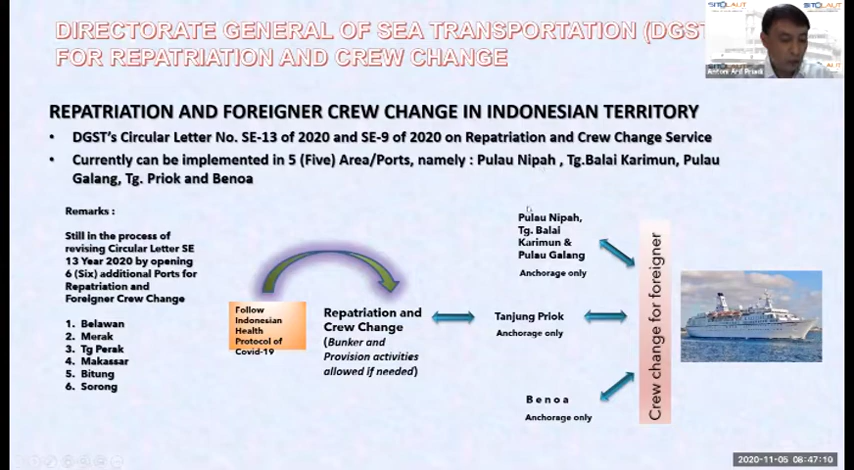 DIRECTORATE GENERAL OF SEA TRANSPORTATION (DGST
FOR REPATRIATION AND CREW CHANGE
SITOLAUT
Antoni Arif Priadi
REPATRIATION AND FOREIGNER CREW CHANGE IN INDONESIAN TERRITORY
• DGST's Circular Letter No. SE-13 of 2020 and SE-9 of 2020 on Repatriation and Crew Change Service
• Currently can be implemented in 5 (Five) Area/Ports, namely : Pulau Nipah , Tg.Balai Karimun, Pulau
Galang, Tg. Priok and Benoa
Remarks :
Still in the process of
revising Circular Letter SE
13 Year 2020 by opening
6 (Six) additional Ports for
Repatriation and
Foreigner Crew Change
1. Belawan
2. Merak
3. Tg Perak
4. Makassar
5. Bitung
6. Sorong
Follow
Indonesian
Health
Protocol of
Covid-19
Repatriation and
Crew Change
(Bunker and
Provision activities
allowed if needed)
Pulau Nipah,
Tg. Balai
Karimun &
Pulau Galang
Anchorage only
Tanjung Priok
Anchorage only
Benoa
Anchorage only
Crew change for foreigner
2020-11-05 08:47:10